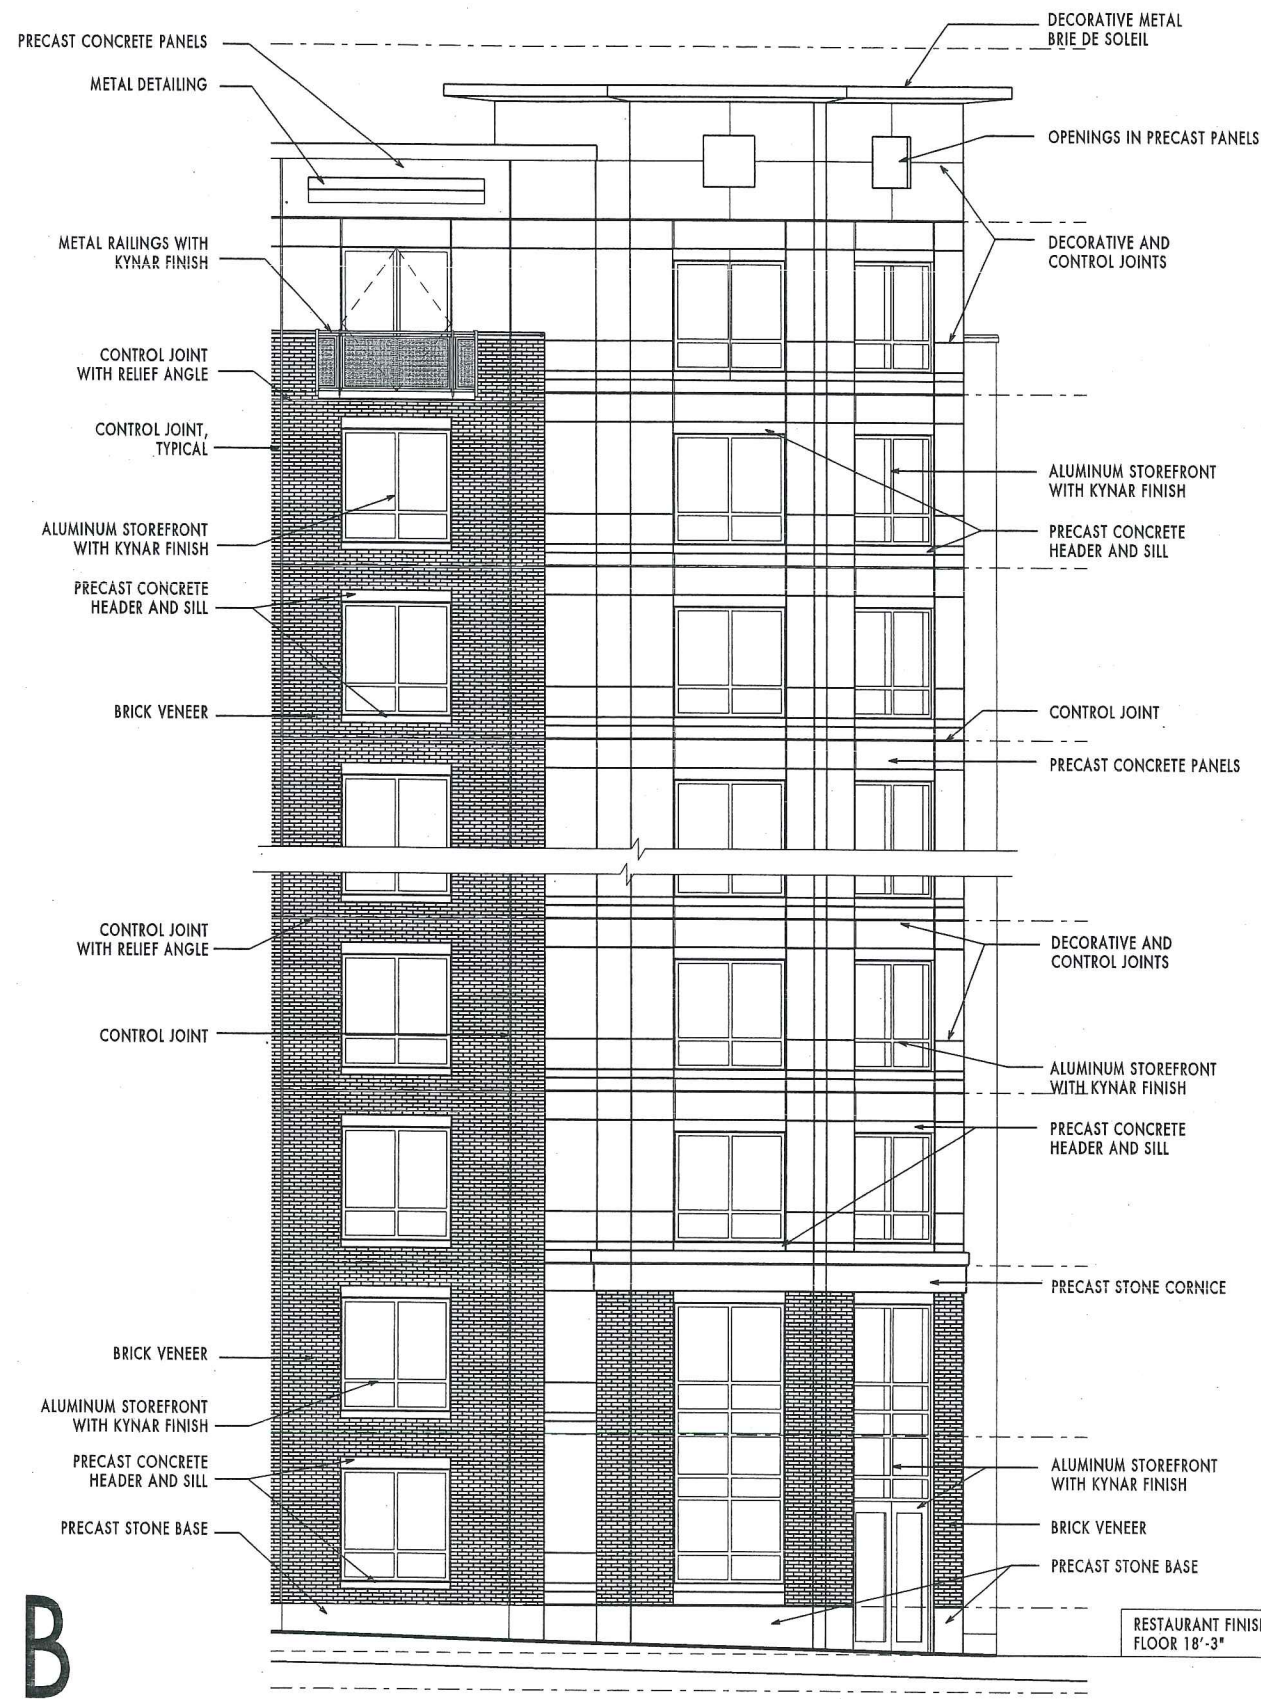 DECORATIVE METAL
BRIE DE SOLEIL
PRECAST CONCRETE PANELS
METAL DETAILING
OPENINGS IN PRECAST PANELS
METAL RAILINGS WITH
KYNAR FINISH
DECORATIVE AND
CONTROL JOINTS
CONTROL JOINT
WITH RELIEF ANGLE
CONTROL JOINT,
TYPICAL
ALUMINUM STOREFRONT
WITH KYNAR FINISH
ALUMINUM STOREFRONT
WITH KYNAR FINISH
PRECAST CONCRETE
HEADER AND SILL
PRECAST CONCRETE
HEADER AND SILL
BRICK VENEER
CONTROL JOINT
PRECAST CONCRETE PANELS
CONTROL JOINT
WITH RELIEF ANGLE
DECORATIVE AND
CONTROL JOINTS
CONTROL JOINT
ALUMINUM STOREFRONT
WITH KYNAR FINISH
PRECAST CONCRETE
HEADER AND SILL
PRECAST STONE CORNICE
BRICK VENEER
ALUMINUM STOREFRONT
WITH KYNAR FINISH
PRECAST CONCRETE
HEADER AND SILL
ALUMINUM STOREFRONT
WITH KYNAR FINISH
PRECAST STONE BASE
BRICK VENEER
PRECAST STONE BASE
B
RESTAURANT FINISH
FLOOR 18'-3"